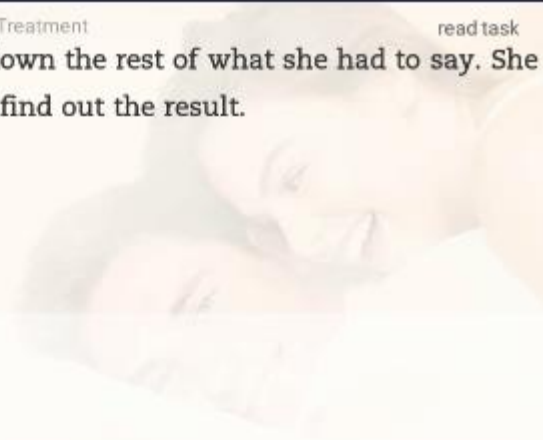 Treatment read task
own the rest of what she had to say. She
find out the result.